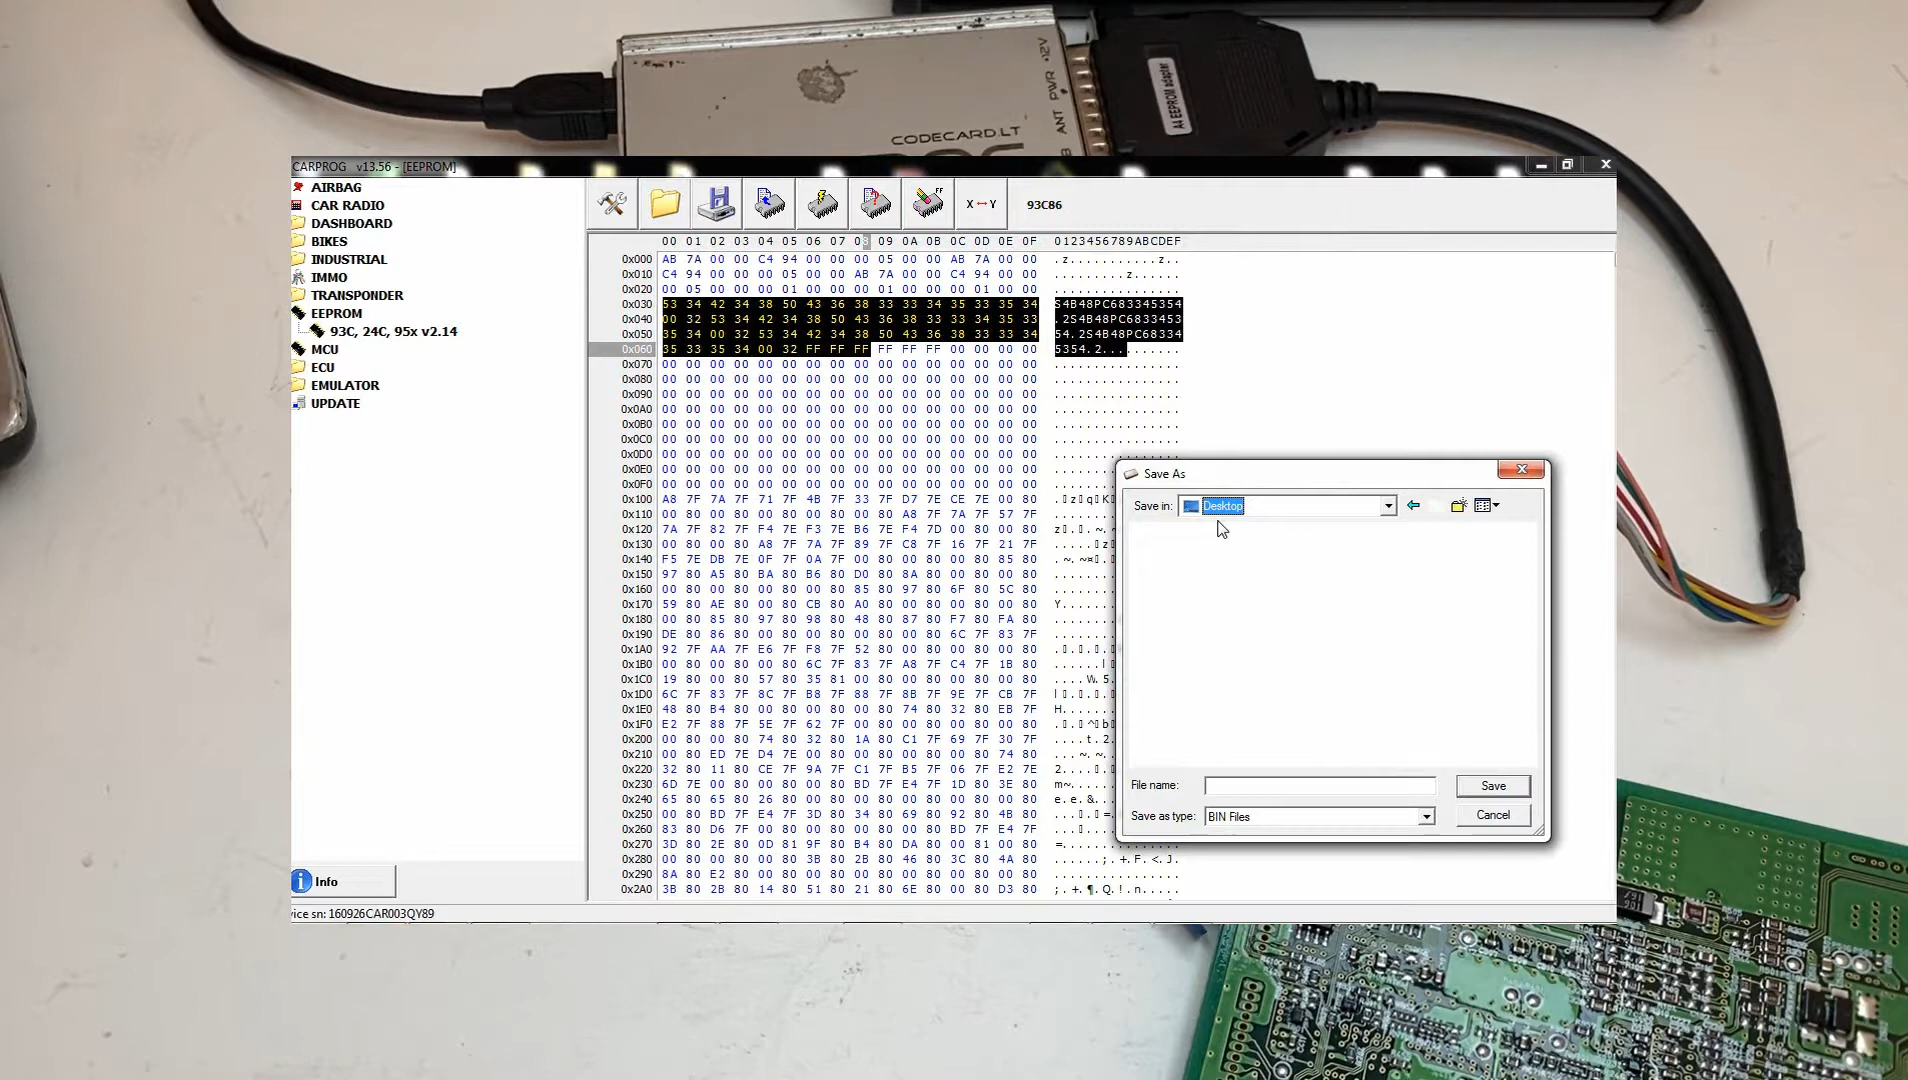 CODECARD.LT
ANT PWR +12V
A4 EEPROM adapter
CARPROG v13.56 - [EEPROM]
AIRBAG
CAR RADIO
DASHBOARD
BIKES
INDUSTRIAL
IMMO
TRANSPONDER
EEPROM
93C, 24C, 95x v2.14
MCU
ECU
EMULATOR
UPDATE
FF
X Y
93C86
00 01 02 03 04 05 06 07 08 09 0A 0B 0C 0D 0E 0F 0123456789ABCDEF
0x000 AB 7A 00 00 C4 94 00 00 00 05 00 00 AB 7A 00 00 .z...........z..
0x010 C4 94 00 00 00 05 00 00 AB 7A 00 00 C4 94 00 00 .........z......
0x020 00 05 00 00 00 01 00 00 00 01 00 00 00 01 00 00 ................
0x030 53 34 42 34 38 50 43 36 38 33 33 34 35 33 35 34 S4B48PC683345354
0x040 00 32 53 34 42 34 38 50 43 36 38 33 33 34 35 33 .2S4B48PC6833453
0x050 35 34 00 32 53 34 42 34 38 50 43 36 38 33 33 34 54.2S4B48PC68334
0x060 35 33 35 34 00 32 FF FF FF FF FF FF 00 00 00 00 5354.2..........
0x070 00 00 00 00 00 00 00 00 00 00 00 00 00 00 00 00 ................
0x080 00 00 00 00 00 00 00 00 00 00 00 00 00 00 00 00 ................
0x090 00 00 00 00 00 00 00 00 00 00 00 00 00 00 00 00 ................
0x0A0 00 00 00 00 00 00 00 00 00 00 00 00 00 00 00 00 ................
0x0B0 00 00 00 00 00 00 00 00 00 00 00 00 00 00 00 00 ................
0x0C0 00 00 00 00 00 00 00 00 00 00 00 00 00 00 00 00 ................
0x0D0 00 00 00 00 00 00 00 00 00 00 00 00 00 00 00 00
0x0E0 00 00 00 00 00 00 00 00 00 00 00 00 00 00 00 00
0x0F0 00 00 00 00 00 00 00 00 00 00 00 00 00 00 00 00
0x100 A8 7F 7A 7F 71 7F 4B 7F 33 7F D7 7E CE 7E 00 80
0x110 00 80 00 80 00 80 00 80 00 80 A8 7F 7A 7F 57 7F
0x120 7A 7F 82 7F F4 7E F3 7E B6 7E F4 7D 00 80 00 80
0x130 00 80 00 80 A8 7F 7A 7F 89 7F C8 7F 16 7F 21 7F
0x140 F5 7E DB 7E 0F 7F 0A 7F 00 80 00 80 00 80 85 80
0x150 97 80 A5 80 BA 80 B6 80 D0 80 8A 80 00 80 00 80
0x160 00 80 00 80 00 80 00 80 85 80 97 80 6F 80 5C 80
0x170 59 80 AE 80 00 80 CB 80 A0 80 00 80 00 80 00 80
0x180 00 80 85 80 97 80 98 80 48 80 87 80 F7 80 FA 80
0x190 DE 80 86 80 00 80 00 80 00 80 00 80 6C 7F 83 7F
0x1A0 92 7F AA 7F E6 7F F8 7F 52 80 00 80 00 80 00 80
0x1B0 00 80 00 80 00 80 6C 7F 83 7F A8 7F C4 7F 1B 80
0x1C0 19 80 00 80 57 80 35 81 00 80 00 80 00 80 00 80
0x1D0 6C 7F 83 7F 8C 7F B8 7F 88 7F 8B 7F 9E 7F CB 7F
0x1E0 48 80 B4 80 00 80 00 80 00 80 74 80 32 80 EB 7F
0x1F0 E2 7F 88 7F 5E 7F 62 7F 00 80 00 80 00 80 00 80
0x200 00 80 00 80 74 80 32 80 1A 80 C1 7F 69 7F 30 7F
0x210 00 80 ED 7E D4 7E 00 80 00 80 00 80 00 80 74 80
0x220 32 80 11 80 CE 7F 9A 7F C1 7F B5 7F 06 7F E2 7E
0x230 6D 7E 00 80 00 80 00 80 BD 7F E4 7F 1D 80 3E 80
0x240 65 80 65 80 26 80 00 80 00 80 00 80 00 80 00 80
0x250 00 80 BD 7F E4 7F 3D 80 34 80 69 80 92 80 4B 80
0x260 83 80 D6 7F 00 80 00 80 00 80 00 80 BD 7F E4 7F
0x270 3D 80 2E 80 0D 81 9F 80 B4 80 DA 80 00 81 00 80
0x280 00 80 00 80 00 80 3B 80 2B 80 46 80 3C 80 4A 80 ......;.+.F.<.J.
0x290 8A 80 E2 80 00 80 00 80 00 80 00 80 00 80 00 80 ................
0x2A0 3B 80 2B 80 14 80 51 80 21 80 6E 80 00 80 D3 80 ;.+.¶.Q.!.n.....
Save As
Save in: Desktop
File name:
Save
Save as type: BIN Files
Cancel
Info
vice sn: 160926CAR003QY89